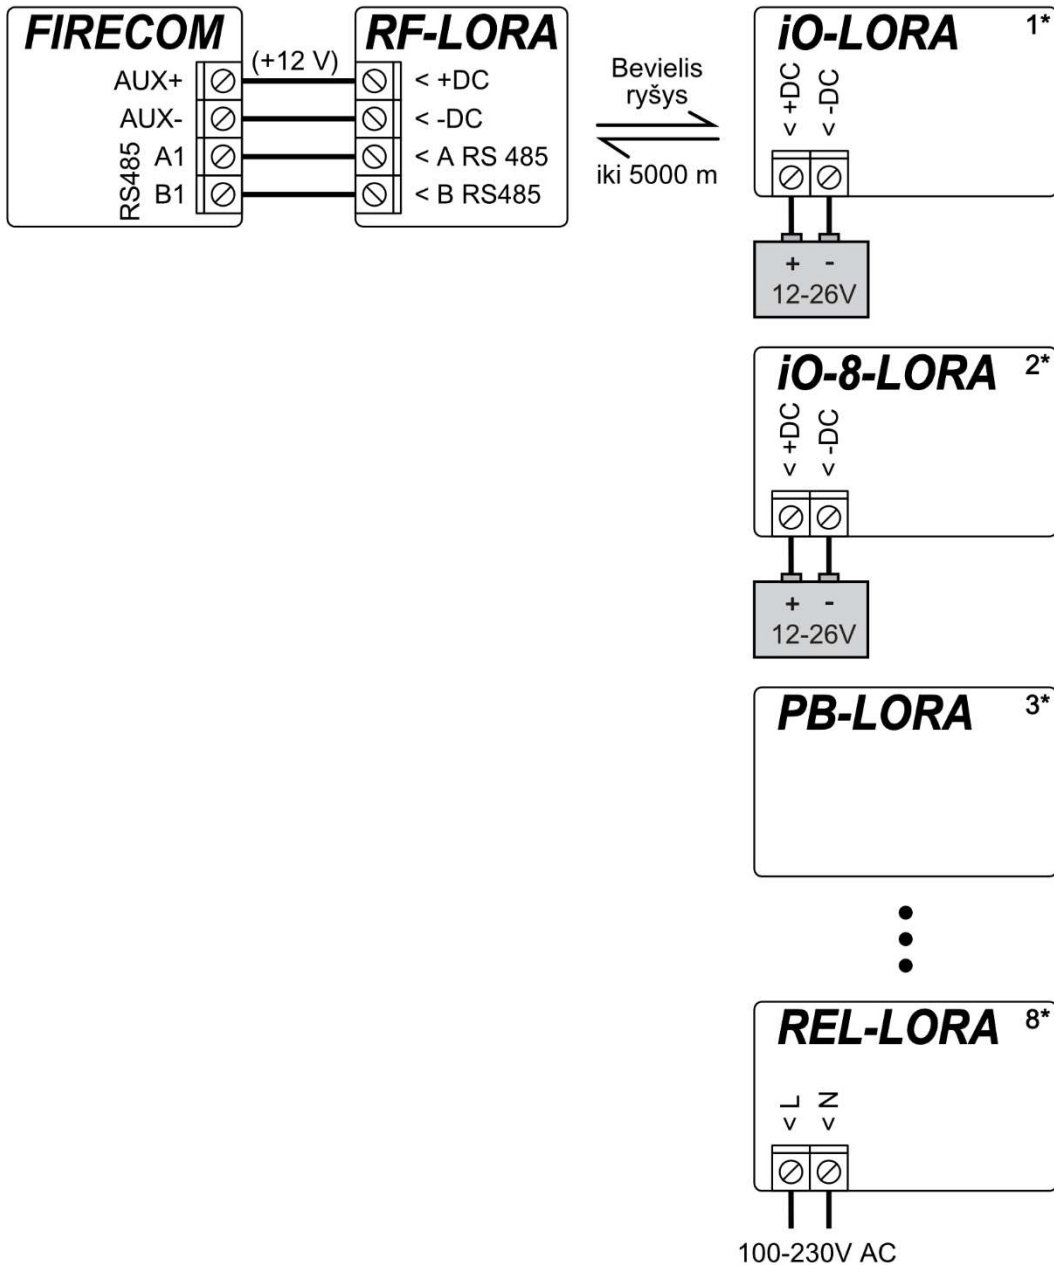 FIRECOM
AUX+
AUX-
RS485
A1
B1
(+12 V)
RF-LORA
< +DC
< -DC
< A RS 485
< B RS485
Bevielis
ryšys
iki 5000 m
iO-LORA 1*
< +DC
< -DC
+ -
12-26V
iO-8-LORA 2*
< +DC
< -DC
+ -
12-26V
PB-LORA 3*
REL-LORA 8*
< L
< N
100-230V AC